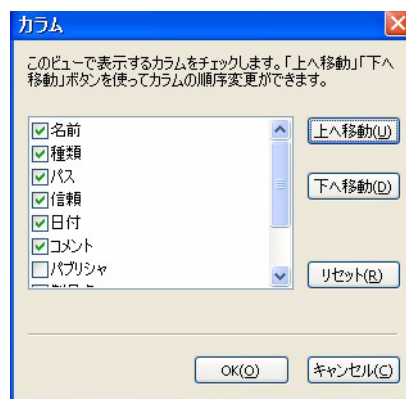 カラム
このビューで表示するカラムをチェックします。「上へ移動」「下へ
移動」ボタンを使ってカラムの順序変更ができます。
名前
種類
パス
信頼
日付
コメント
パブリシャ
上へ移動(U)
下へ移動(D)
リセット(R)
OK(O)
キャンセル(C)